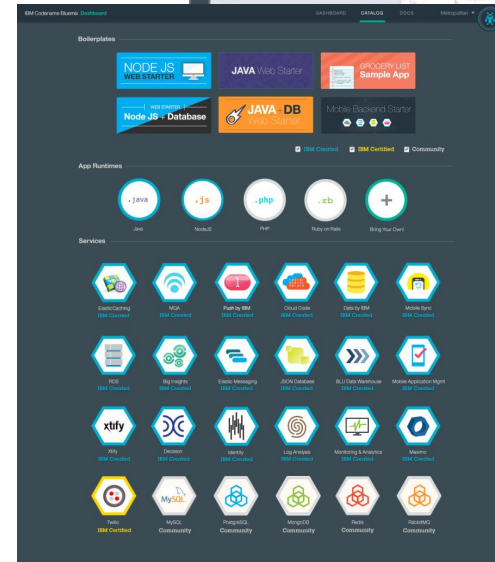 IBM Codename Bluemix Dashboard
DASHBOARD CATALOG DOCS Metropolitan
Boilerplates
NODE JS
WEB STARTER
JAVA Web Starter
GROCERY LIST
Sample App
WEB STARTER
Node JS + Database
JAVA+DB
Web Starter
Mobile Backend Starter
IBM Created IBM Certified Community
App Runtimes
.java .js .php .rb +
Java NodeJS PHP Ruby on Rails Bring Your Own!
Services
ElasticCaching MQA Push by IBM Cloud Code Data by IBM Mobile Sync
IBM Created IBM Created IBM Created IBM Created IBM Created IBM Created
RDS Big Insights Elastic Messaging JSON Database BLU Data Warehouse Mobile Application Mgmt
IBM Created IBM Created IBM Created IBM Created IBM Created IBM Created
xtify
Xtify Decision Identity Log Analysis Monitoring & Analytics Maximo
IBM Created IBM Created IBM Created IBM Created IBM Created IBM Created
MySQL
Twilio MySQL PostgreSQL MongoDB Redis RabbitMQ
IBM Certified Community Community Community Community Community